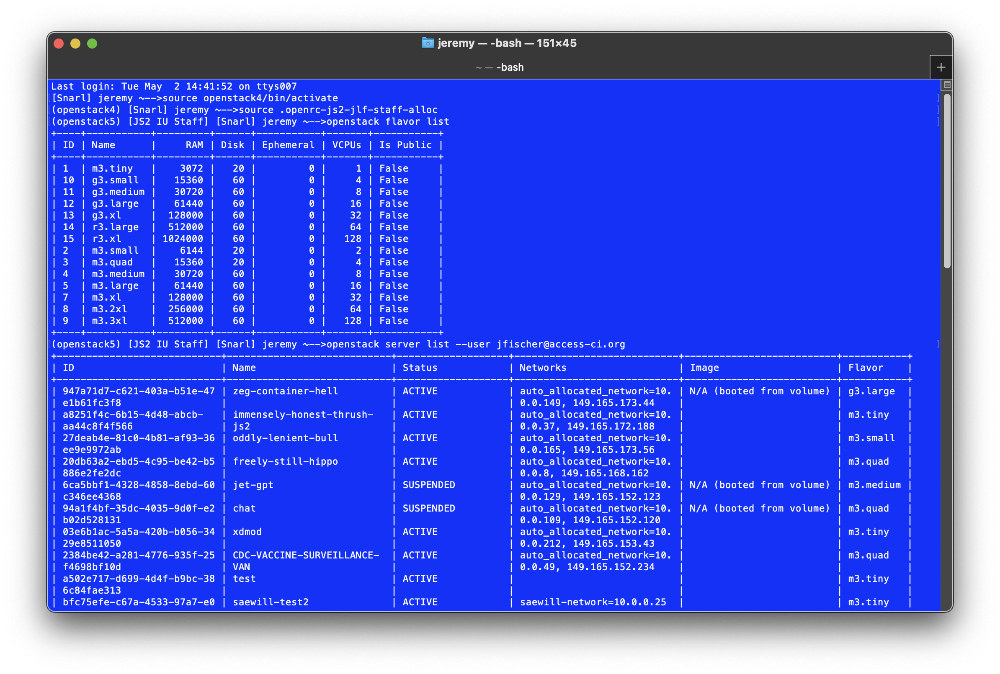 jeremy — -bash — 151×45
~ — -bash
+
Last login: Tue May  2 14:41:52 on ttys007
[[Snarl] jeremy ~-->source openstack4/bin/activate ]
[(openstack4) [Snarl] jeremy ~-->source .openrc-js2-jlf-staff-alloc ]
[(openstack5) [JS2 IU Staff] [Snarl] jeremy ~-->openstack flavor list ]
+----+-----------+---------+------+-----------+-------+-----------+
| ID | Name      |     RAM | Disk | Ephemeral | VCPUs | Is Public |
+----+-----------+---------+------+-----------+-------+-----------+
| 1  | m3.tiny   |    3072 |   20 |         0 |     1 | False     |
| 10 | g3.small  |   15360 |   60 |         0 |     4 | False     |
| 11 | g3.medium |   30720 |   60 |         0 |     8 | False     |
| 12 | g3.large  |   61440 |   60 |         0 |    16 | False     |
| 13 | g3.xl     |  128000 |   60 |         0 |    32 | False     |
| 14 | r3.large  |  512000 |   60 |         0 |    64 | False     |
| 15 | r3.xl     | 1024000 |   60 |         0 |   128 | False     |
| 2  | m3.small  |    6144 |   20 |         0 |     2 | False     |
| 3  | m3.quad   |   15360 |   20 |         0 |     4 | False     |
| 4  | m3.medium |   30720 |   60 |         0 |     8 | False     |
| 5  | m3.large  |   61440 |   60 |         0 |    16 | False     |
| 7  | m3.xl     |  128000 |   60 |         0 |    32 | False     |
| 8  | m3.2xl    |  256000 |   60 |         0 |    64 | False     |
| 9  | m3.3xl    |  512000 |   60 |         0 |   128 | False     |
+----+-----------+---------+------+-----------+-------+-----------+
[(openstack5) [JS2 IU Staff] [Snarl] jeremy ~-->openstack server list --user jfischer@access-ci.org ]
+----------------------------+----------------------------+-------------------+----------------------------+--------------------------+-----------+
| ID                         | Name                       | Status            | Networks                   | Image                    | Flavor    |
+----------------------------+----------------------------+-------------------+----------------------------+--------------------------+-----------+
| 947a71d7-c621-403a-b51e-47 | zeg-container-hell         | ACTIVE            | auto_allocated_network=10. | N/A (booted from volume) | g3.large  |
| e1b61fc3f8                 |                            |                   | 0.0.149, 149.165.173.44    |                          |           |
| a8251f4c-6b15-4d48-abcb-   | immensely-honest-thrush-   | ACTIVE            | auto_allocated_network=10. |                          | m3.tiny   |
| aa44c8f4f566               | js2                        |                   | 0.0.37, 149.165.172.188    |                          |           |
| 27deab4e-81c0-4b81-af93-36 | oddly-lenient-bull         | ACTIVE            | auto_allocated_network=10. |                          | m3.small  |
| ee9e9972ab                 |                            |                   | 0.0.165, 149.165.173.56    |                          |           |
| 20db63a2-ebd5-4c95-be42-b5 | freely-still-hippo         | ACTIVE            | auto_allocated_network=10. |                          | m3.quad   |
| 886e2fe2dc                 |                            |                   | 0.0.8, 149.165.168.162     |                          |           |
| 6ca5bbf1-4328-4858-8ebd-60 | jet-gpt                    | SUSPENDED         | auto_allocated_network=10. | N/A (booted from volume) | m3.medium |
| c346ee4368                 |                            |                   | 0.0.129, 149.165.152.123   |                          |           |
| 94a1f4bf-35dc-4035-9d0f-e2 | chat                       | SUSPENDED         | auto_allocated_network=10. | N/A (booted from volume) | m3.quad   |
| b02d528131                 |                            |                   | 0.0.109, 149.165.152.120   |                          |           |
| 03e6b1ac-5a5a-420b-b056-34 | xdmod                      | ACTIVE            | auto_allocated_network=10. |                          | m3.tiny   |
| 29e8511050                 |                            |                   | 0.0.212, 149.165.153.43    |                          |           |
| 2384be42-a281-4776-935f-25 | CDC-VACCINE-SURVEILLANCE-  | ACTIVE            | auto_allocated_network=10. |                          | m3.quad   |
| f4698bf10d                 | VAN                        |                   | 0.0.49, 149.165.152.234    |                          |           |
| a502e717-d699-4d4f-b9bc-38 | test                       | ACTIVE            |                            |                          | m3.tiny   |
| 6c84fae313                 |                            |                   |                            |                          |           |
| bfc75efe-c67a-4533-97a7-e0 | saewill-test2              | ACTIVE            | saewill-network=10.0.0.25  |                          | m3.tiny   |